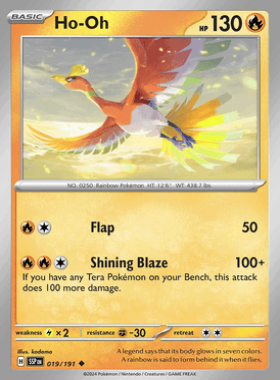 BASIC
Ho-Oh
HP 130
NO. 0250 Rainbow Pokémon HT: 12'6" WT: 438.7 lbs.
Flap 50
Shining Blaze 100+
If you have any Tera Pokémon on your Bench, this attack
does 100 more damage.
weakness ×2 resistance -30 retreat
Illus. kodama
A legend says that its body glows in seven colors.
A rainbow is said to form behind it when it flies.
H SSP EN 019/191
©2024 Pokémon / Nintendo / Creatures / GAME FREAK